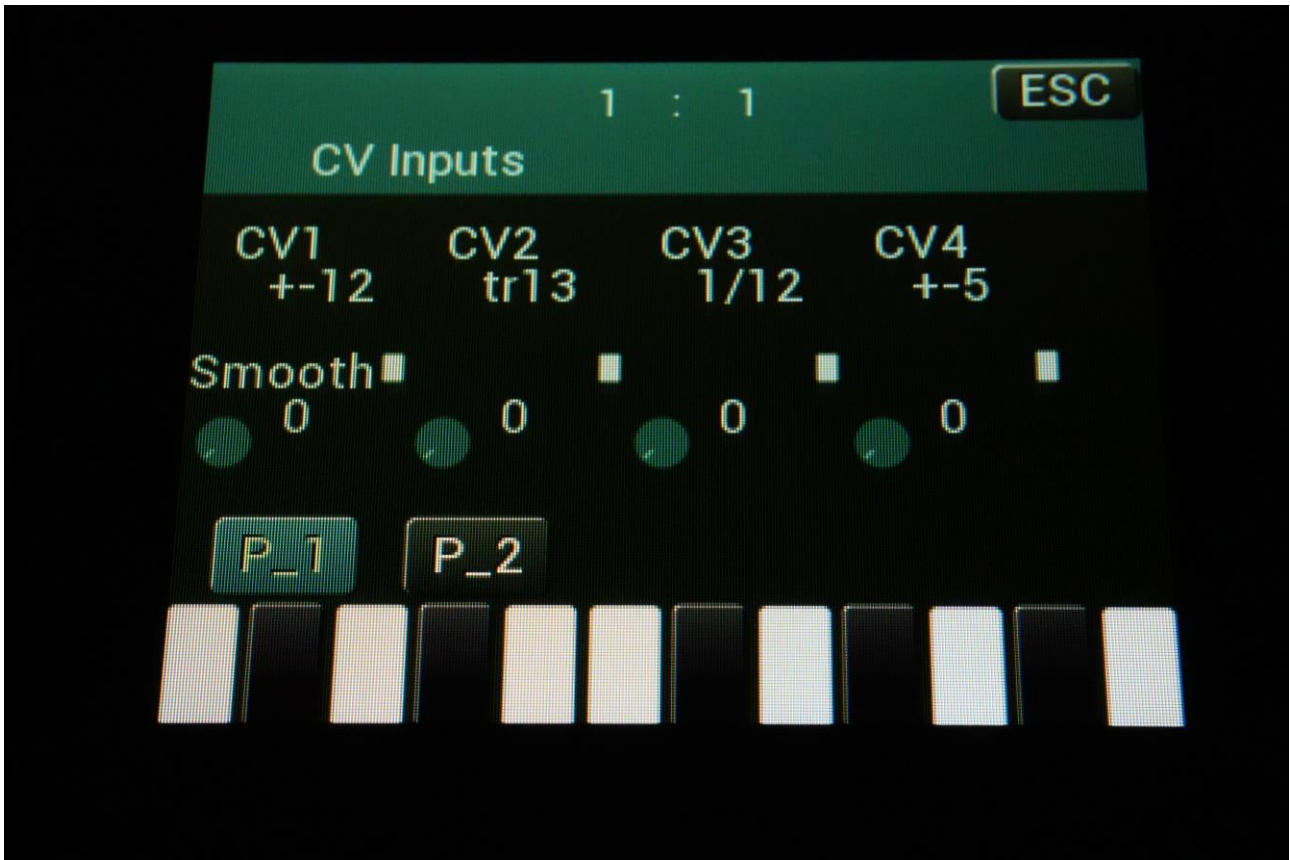 1 : 1 ESC
CV Inputs
CV1 CV2 CV3 CV4
+-12 tr13 1/12 +-5
Smooth
0 0 0 0
P_1 P_2